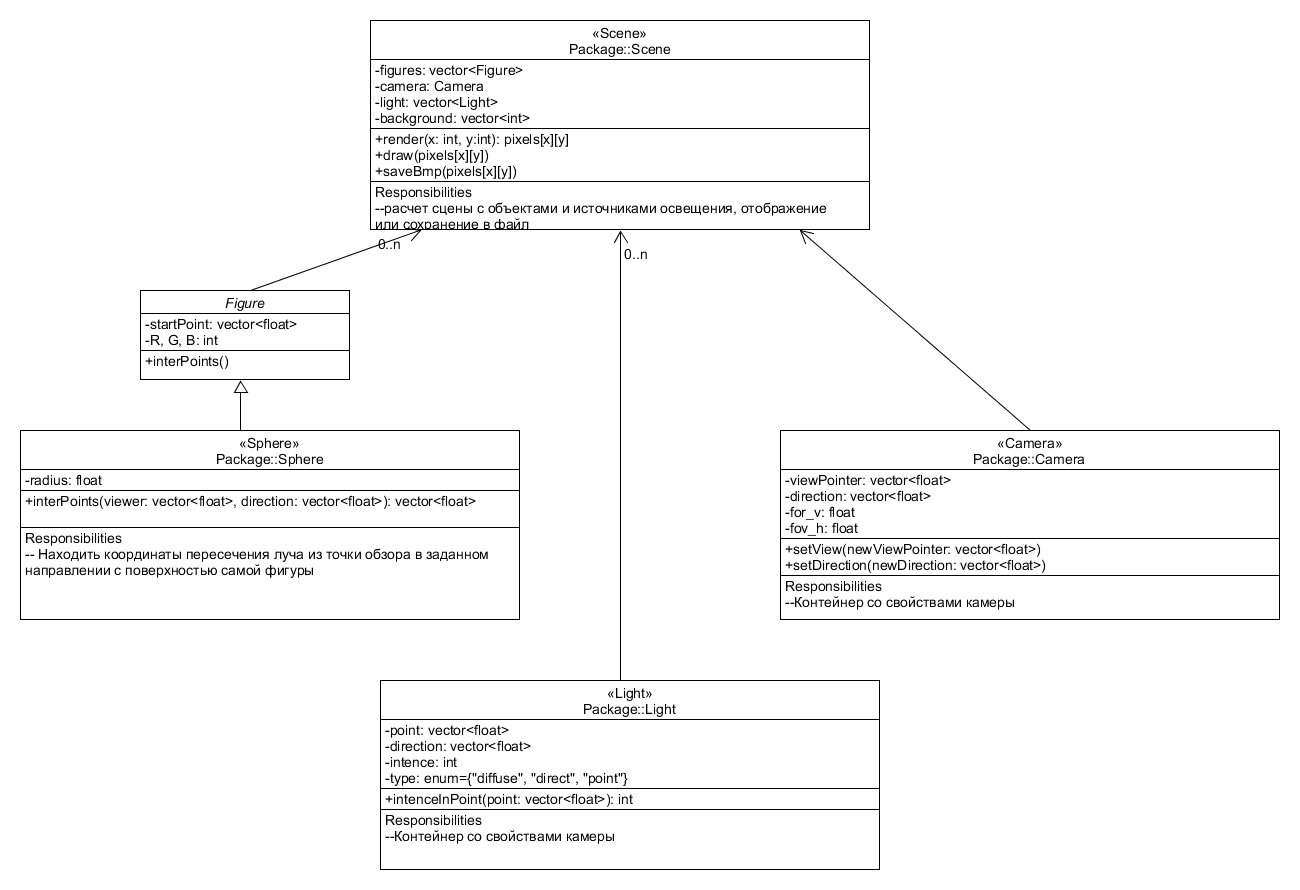 «Scene»
Package::Scene
-figures: vector<Figure>
-camera: Camera
-light: vector<Light>
-background: vector<int>
+render(x: int, y:int): pixels[x][y]
+draw(pixels[x][y])
+saveBmp(pixels[x][y])
Responsibilities
--расчет сцены с объектами и источниками освещения, отображение
или сохранение в файл
0..n
0..n
Figure
-startPoint: vector<float>
-R, G, B: int
+interPoints()
«Sphere»
Package::Sphere
-radius: float
+interPoints(viewer: vector<float>, direction: vector<float>): vector<float>
Responsibilities
-- Находить координаты пересечения луча из точки обзора в заданном
направлении с поверхностью самой фигуры
«Camera»
Package::Camera
-viewPointer: vector<float>
-direction: vector<float>
-for_v: float
-fov_h: float
+setView(newViewPointer: vector<float>)
+setDirection(newDirection: vector<float>)
Responsibilities
--Контейнер со свойствами камеры
«Light»
Package::Light
-point: vector<float>
-direction: vector<float>
-intence: int
-type: enum={"diffuse", "direct", "point"}
+intenceInPoint(point: vector<float>): int
Responsibilities
--Контейнер со свойствами камеры